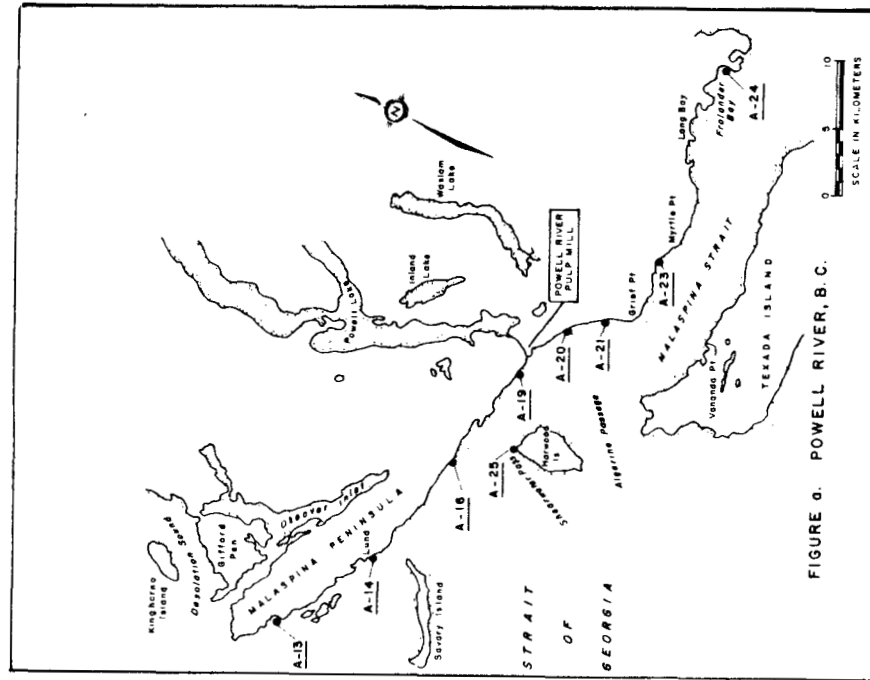 Kinghorne
Island
Desolation Sound
Gifford
Pen
Okeover Inlet
MALASPINA PENINSULA
A-13
A-14
Lund
Savary Island
A-16
Powell Lake
Inland
Lake
N
POWELL RIVER
PULP MILL
A-19
A-25
Harwood
Is
A-20
A-21
Algerine Passage
Grief Pt
A-23
Myrtle Pt
Lang Bay
Frolander
Bay
A-24
MALASPINA STRAIT
Vananda Pt
TEXADA ISLAND
STRAIT
OF
GEORGIA
0 5 10
SCALE IN KILOMETERS
FIGURE a. POWELL RIVER, B.C.